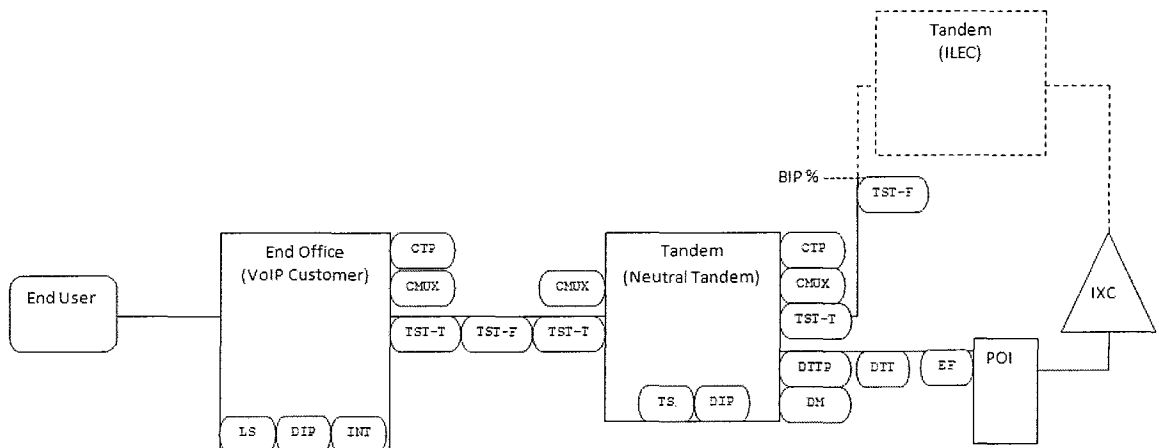 Tandem
(ILEC)
BIP %
TST-F
End Office
(VoIP Customer)
CTP
CMUX
CMUX
Tandem
(Neutral Tandem)
CTP
CMUX
TST-T
End User
IXC
TST-T
TST-F
TST-T
DTTP
DTT
EF
POI
TS
DIP
DM
LS
DIP
INT